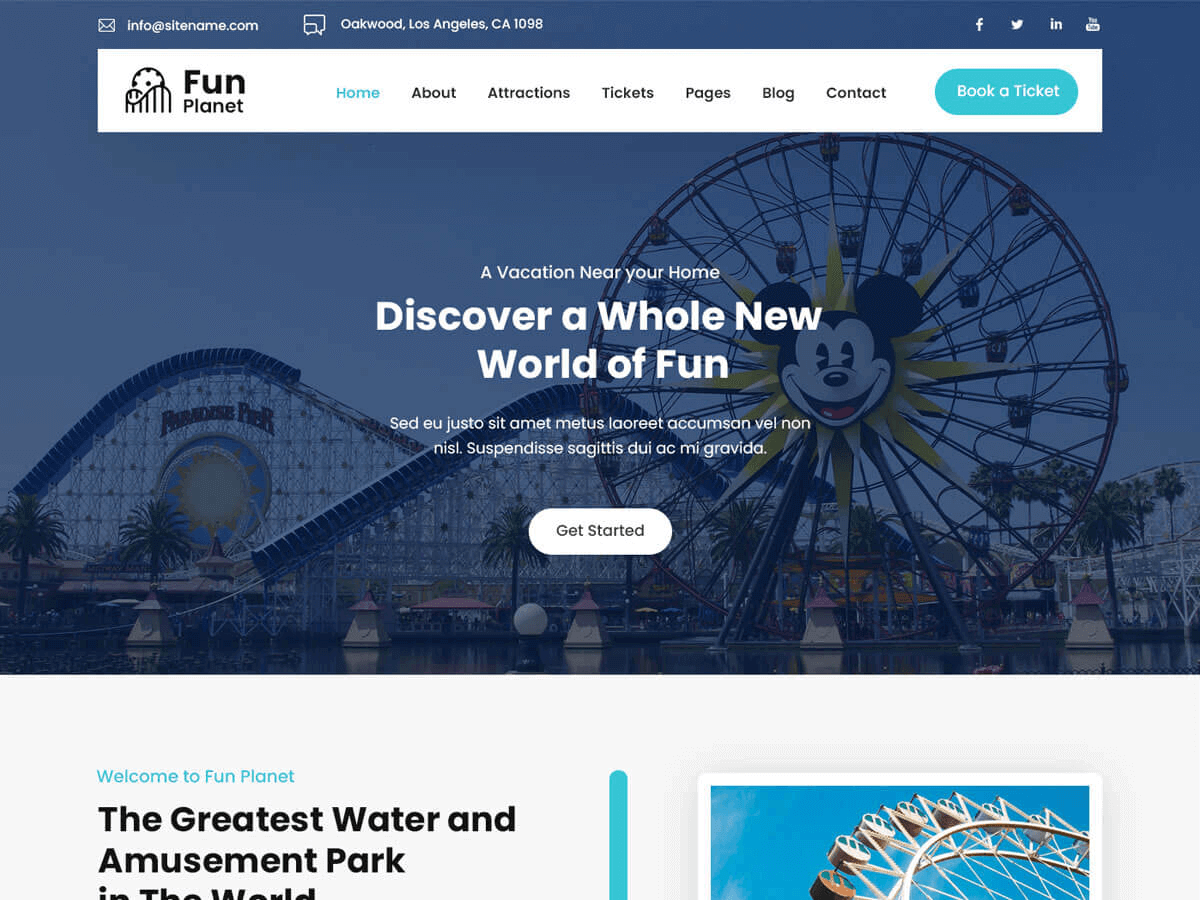 info@sitename.com
Oakwood, Los Angeles, CA 1098
You
Tube
Fun
Planet
Home
About
Attractions
Tickets
Pages
Blog
Contact
Book a Ticket
A Vacation Near your Home
Discover a Whole New
World of Fun
PARADISE PIER
Sed eu justo sit amet metus laoreet accumsan vel non
nisl. Suspendisse sagittis dui ac mi gravida.
Get Started
Welcome to Fun Planet
The Greatest Water and
Amusement Park
in The World